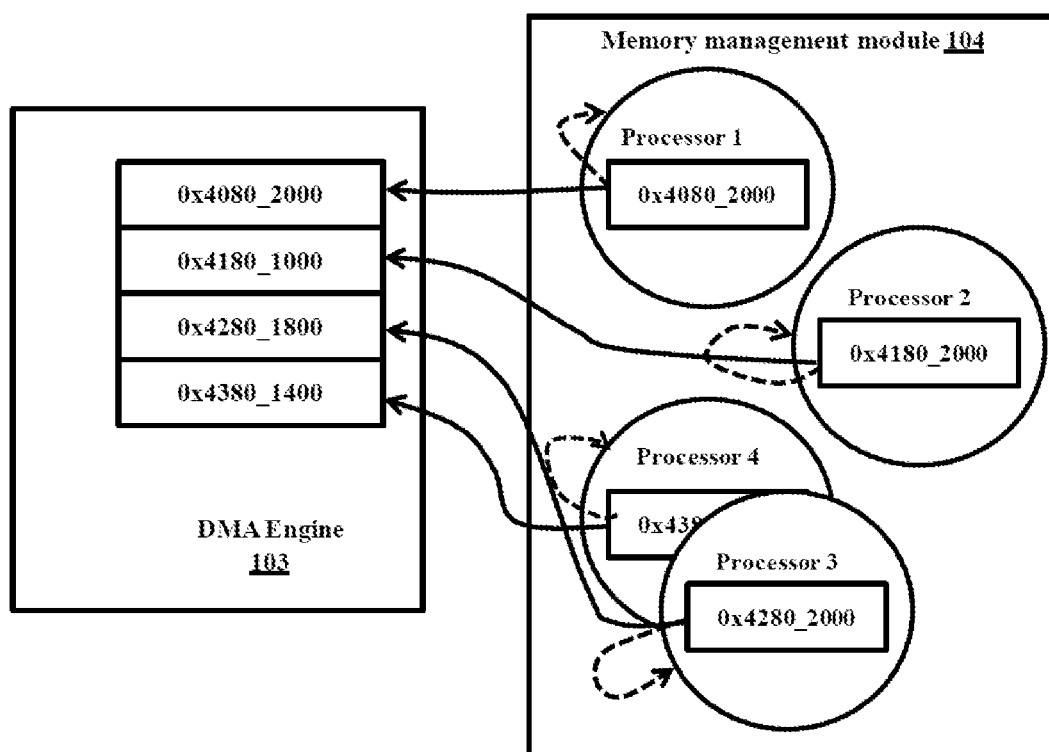 Memory management module 104
Processor 1
0x4080_2000
0x4080_2000
0x4180_1000
0x4280_1800
0x4380_1400
DMA Engine
103
Processor 2
0x4180_2000
Processor 4
0x438
Processor 3
0x4280_2000